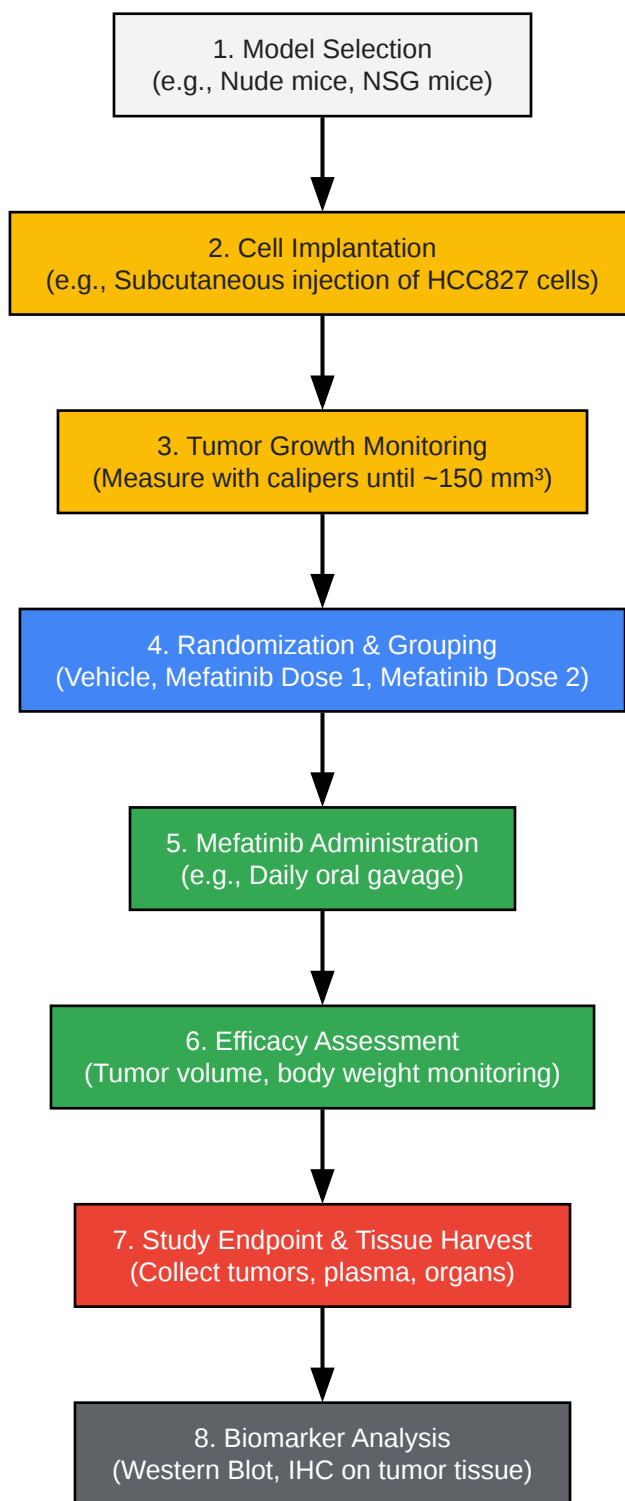 1. Model Selection
(e.g., Nude mice, NSG mice)
2. Cell Implantation
(e.g., Subcutaneous injection of HCC827 cells)
3. Tumor Growth Monitoring
(Measure with calipers until ~150 mm³)
4. Randomization & Grouping
(Vehicle, Mefatinib Dose 1, Mefatinib Dose 2)
5. Mefatinib Administration
(e.g., Daily oral gavage)
6. Efficacy Assessment
(Tumor volume, body weight monitoring)
7. Study Endpoint & Tissue Harvest
(Collect tumors, plasma, organs)
8. Biomarker Analysis
(Western Blot, IHC on tumor tissue)